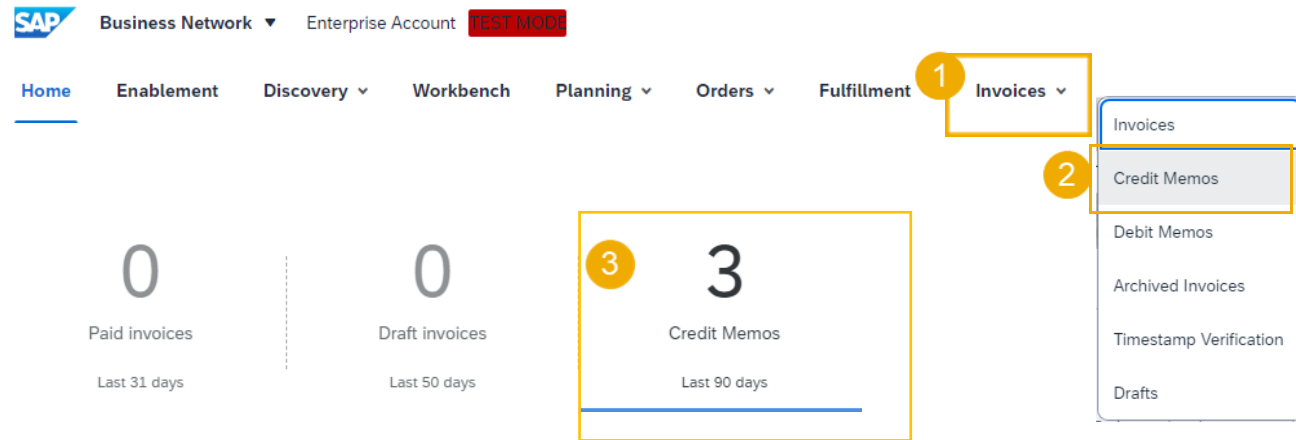 SAP Business Network Enterprise Account TEST MODE
Home Enablement Discovery Workbench Planning Orders Fulfillment 1 Invoices
Invoices
2 Credit Memos
Debit Memos
Archived Invoices
Timestamp Verification
Drafts
0 0 3 3
Paid invoices Draft invoices Credit Memos
Last 31 days Last 50 days Last 90 days